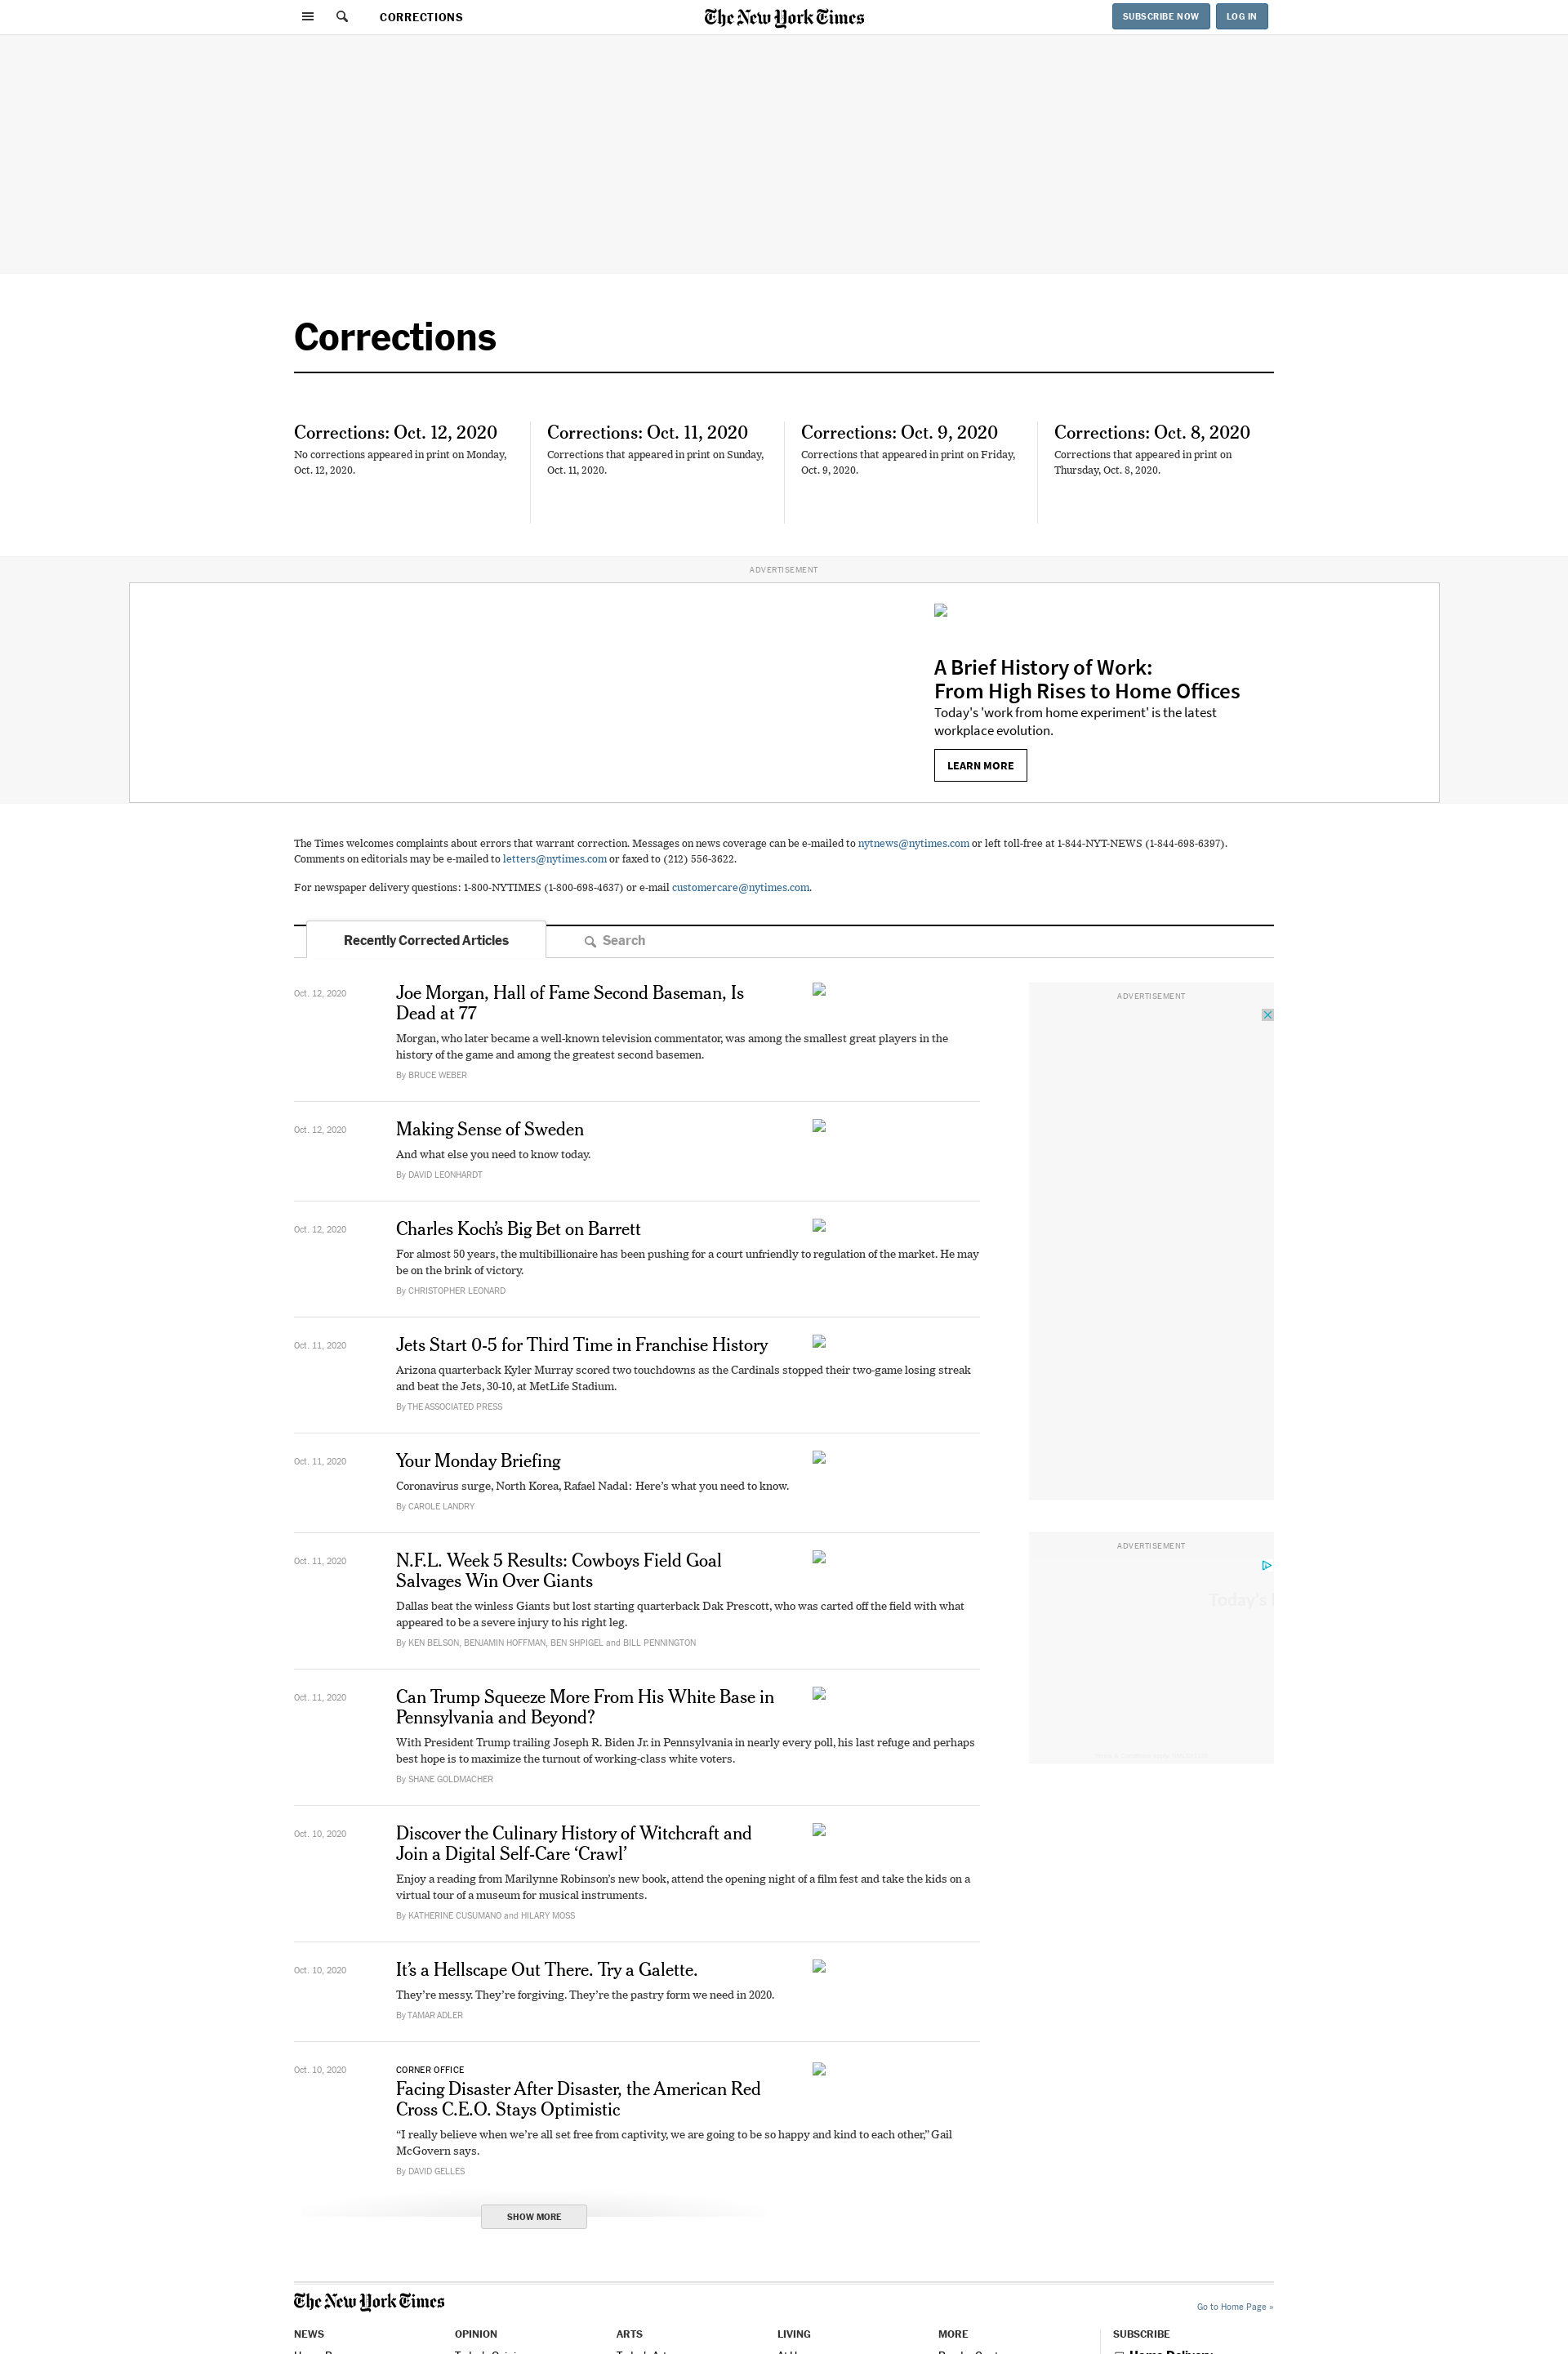 CORRECTIONS
The New York Times
SUBSCRIBE NOW
LOG IN
Corrections
Corrections: Oct. 12, 2020
No corrections appeared in print on Monday,
Oct. 12, 2020.
Corrections: Oct. 11, 2020
Corrections that appeared in print on Sunday,
Oct. 11, 2020.
Corrections: Oct. 9, 2020
Corrections that appeared in print on Friday,
Oct. 9, 2020.
Corrections: Oct. 8, 2020
Corrections that appeared in print on
Thursday, Oct. 8, 2020.
ADVERTISEMENT
A Brief History of Work:
From High Rises to Home Offices
Today's 'work from home experiment' is the latest
workplace evolution.
LEARN MORE
The Times welcomes complaints about errors that warrant correction. Messages on news coverage can be e-mailed to nytnews@nytimes.com or left toll-free at 1-844-NYT-NEWS (1-844-698-6397).
Comments on editorials may be e-mailed to letters@nytimes.com or faxed to (212) 556-3622.
For newspaper delivery questions: 1-800-NYTIMES (1-800-698-4637) or e-mail customercare@nytimes.com.
Recently Corrected Articles
Search
Oct. 12, 2020
Joe Morgan, Hall of Fame Second Baseman, Is
Dead at 77
Morgan, who later became a well-known television commentator, was among the smallest great players in the
history of the game and among the greatest second basemen.
By BRUCE WEBER
ADVERTISEMENT
Oct. 12, 2020
Making Sense of Sweden
And what else you need to know today.
By DAVID LEONHARDT
Oct. 12, 2020
Charles Koch’s Big Bet on Barrett
For almost 50 years, the multibillionaire has been pushing for a court unfriendly to regulation of the market. He may
be on the brink of victory.
By CHRISTOPHER LEONARD
Oct. 11, 2020
Jets Start 0-5 for Third Time in Franchise History
Arizona quarterback Kyler Murray scored two touchdowns as the Cardinals stopped their two-game losing streak
and beat the Jets, 30-10, at MetLife Stadium.
By THE ASSOCIATED PRESS
Oct. 11, 2020
Your Monday Briefing
Coronavirus surge, North Korea, Rafael Nadal: Here’s what you need to know.
By CAROLE LANDRY
Oct. 11, 2020
N.F.L. Week 5 Results: Cowboys Field Goal
Salvages Win Over Giants
Dallas beat the winless Giants but lost starting quarterback Dak Prescott, who was carted off the field with what
appeared to be a severe injury to his right leg.
By KEN BELSON, BENJAMIN HOFFMAN, BEN SHPIGEL and BILL PENNINGTON
ADVERTISEMENT
Today's
Oct. 11, 2020
Can Trump Squeeze More From His White Base in
Pennsylvania and Beyond?
With President Trump trailing Joseph R. Biden Jr. in Pennsylvania in nearly every poll, his last refuge and perhaps
best hope is to maximize the turnout of working-class white voters.
By SHANE GOLDMACHER
Oct. 10, 2020
Discover the Culinary History of Witchcraft and
Join a Digital Self-Care ‘Crawl’
Enjoy a reading from Marilynne Robinson’s new book, attend the opening night of a film fest and take the kids on a
virtual tour of a museum for musical instruments.
By KATHERINE CUSUMANO and HILARY MOSS
Oct. 10, 2020
It’s a Hellscape Out There. Try a Galette.
They’re messy. They’re forgiving. They’re the pastry form we need in 2020.
By TAMAR ADLER
Oct. 10, 2020
CORNER OFFICE
Facing Disaster After Disaster, the American Red
Cross C.E.O. Stays Optimistic
“I really believe when we’re all set free from captivity, we are going to be so happy and kind to each other,” Gail
McGovern says.
By DAVID GELLES
SHOW MORE
The New York Times
Go to Home Page »
NEWS
OPINION
ARTS
LIVING
MORE
SUBSCRIBE